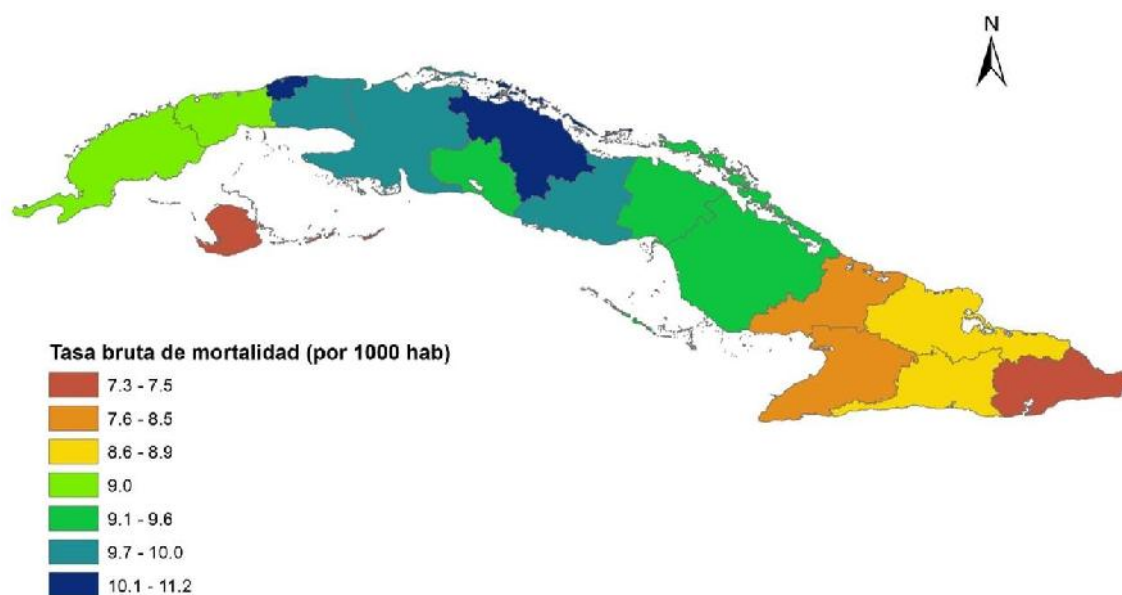 N
Tasa bruta de mortalidad (por 1000 hab)
7.3 - 7.5
7.6 - 8.5
8.6 - 8.9
9.0
9.1 - 9.6
9.7 - 10.0
10.1 - 11.2